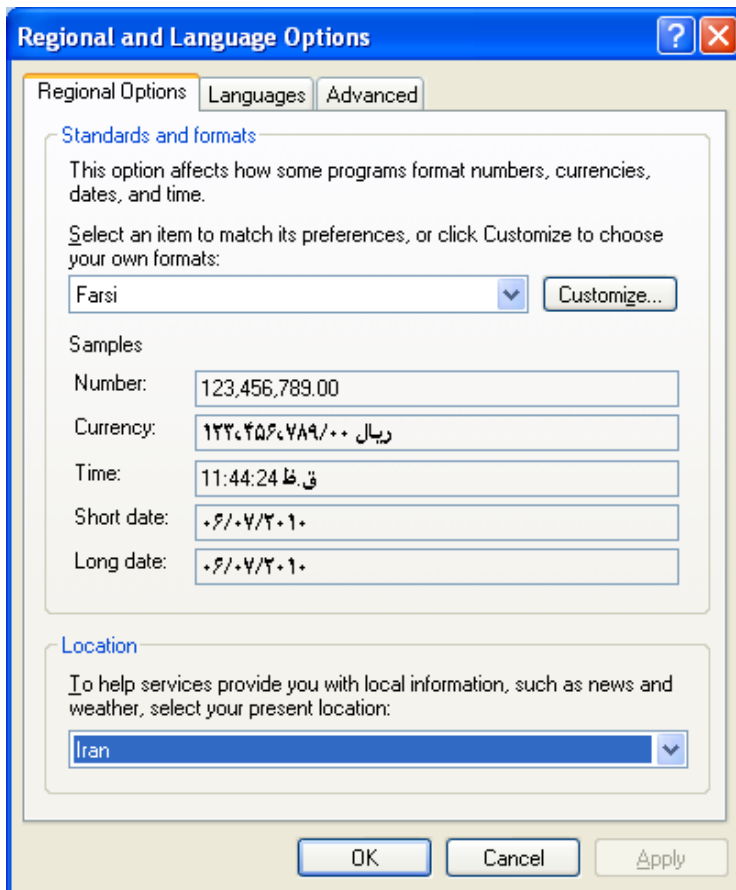 Regional and Language Options
Regional Options Languages Advanced
Standards and formats
This option affects how some programs format numbers, currencies,
dates, and time.
Select an item to match its preferences, or click Customize to choose
your own formats:
Farsi Customize...
Samples
Number: 123,456,789.00
Currency: ریال ۱۲۳،۴۵۶،۷۸۹/۰۰
Time: 11:44:24 ق.ظ
Short date: ۰۶/۰۷/۲۰۱۰
Long date: ۰۶/۰۷/۲۰۱۰
Location
To help services provide you with local information, such as news and
weather, select your present location:
Iran
OK Cancel Apply